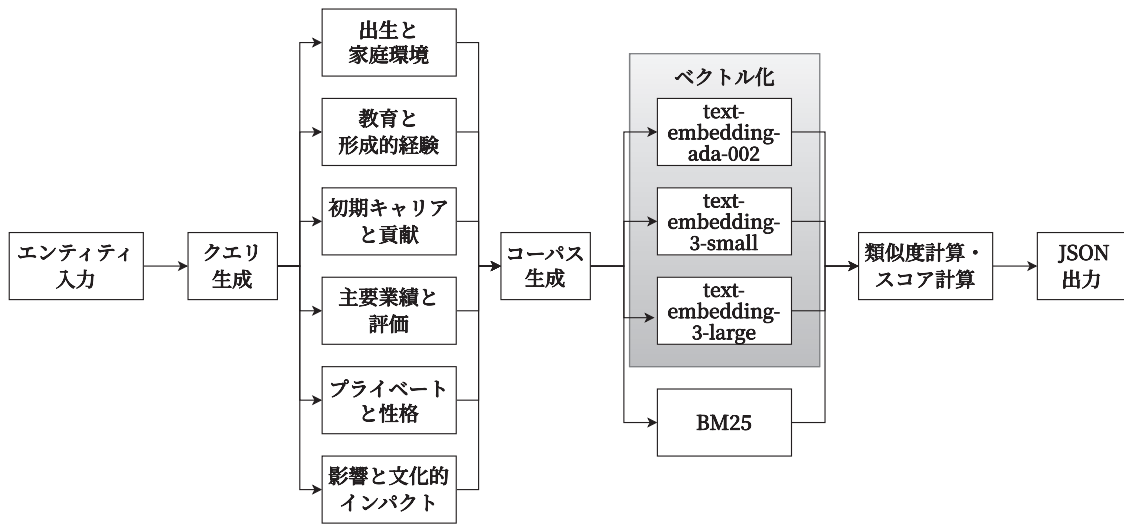 エンティティ
入力
クエリ
生成
出生と
家庭環境
教育と
形成的経験
初期キャリア
と貢献
主要業績と
評価
プライベート
と性格
影響と文化的
インパクト
コーパス
生成
ベクトル化
text-
embedding-
ada-002
text-
embedding-
3-small
text-
embedding-
3-large
BM25
類似度計算・
スコア計算
JSON
出力